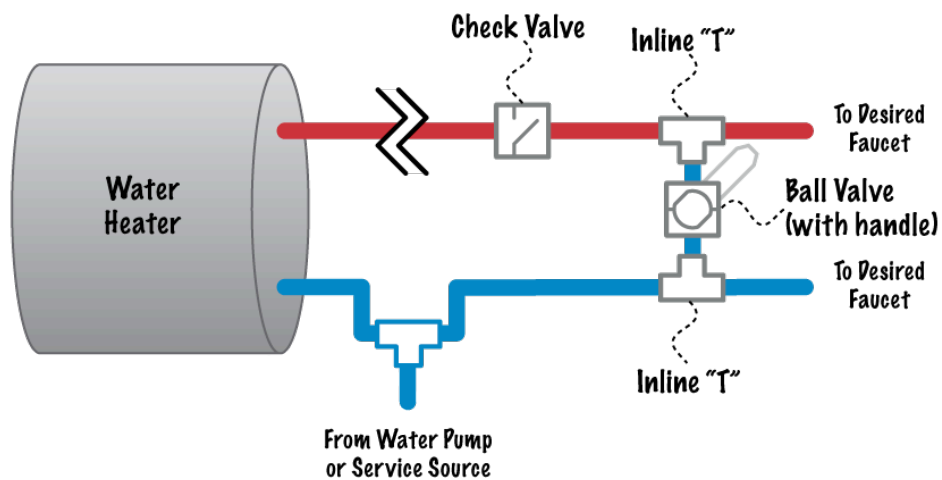 Check Valve
Inline “T”
To Desired
Faucet
Water
Heater
Ball Valve
(with handle)
To Desired
Faucet
Inline “T”
From Water Pump
or Service Source